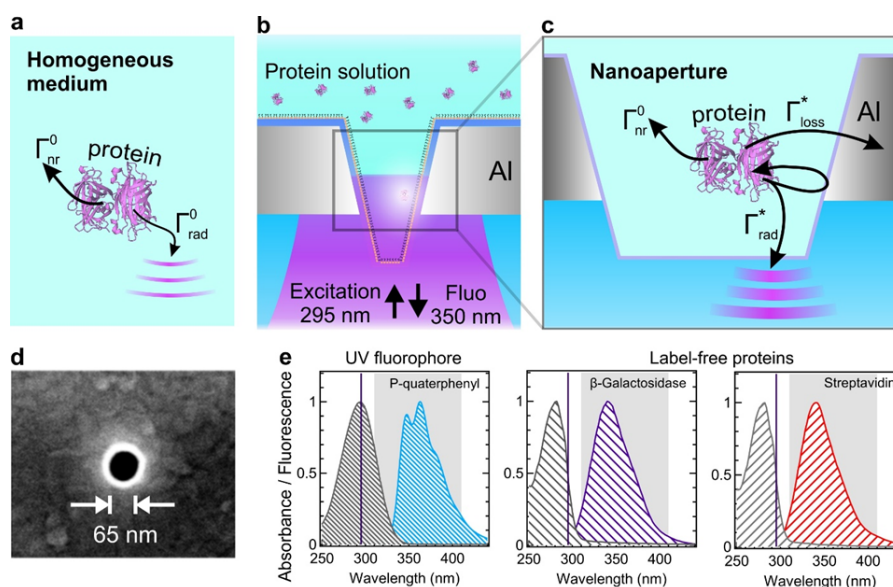 a
Homogeneous
medium
Γ⁰nr
protein
Γ⁰rad
b
Protein solution
Al
Excitation
295 nm
Fluo
350 nm
c
Nanoaperture
protein
Γ⁰nr
Γ*loss
Al
Γ*rad
d
65 nm
e
UV fluorophore
Label-free proteins
Absorbance / Fluorescence
P-quaterphenyl
1
0.5
0
250 300 350 400
Wavelength (nm)
β-Galactosidase
1
0.5
0
250 300 350 400
Wavelength (nm)
Streptavidin
1
0.5
0
250 300 350 400
Wavelength (nm)